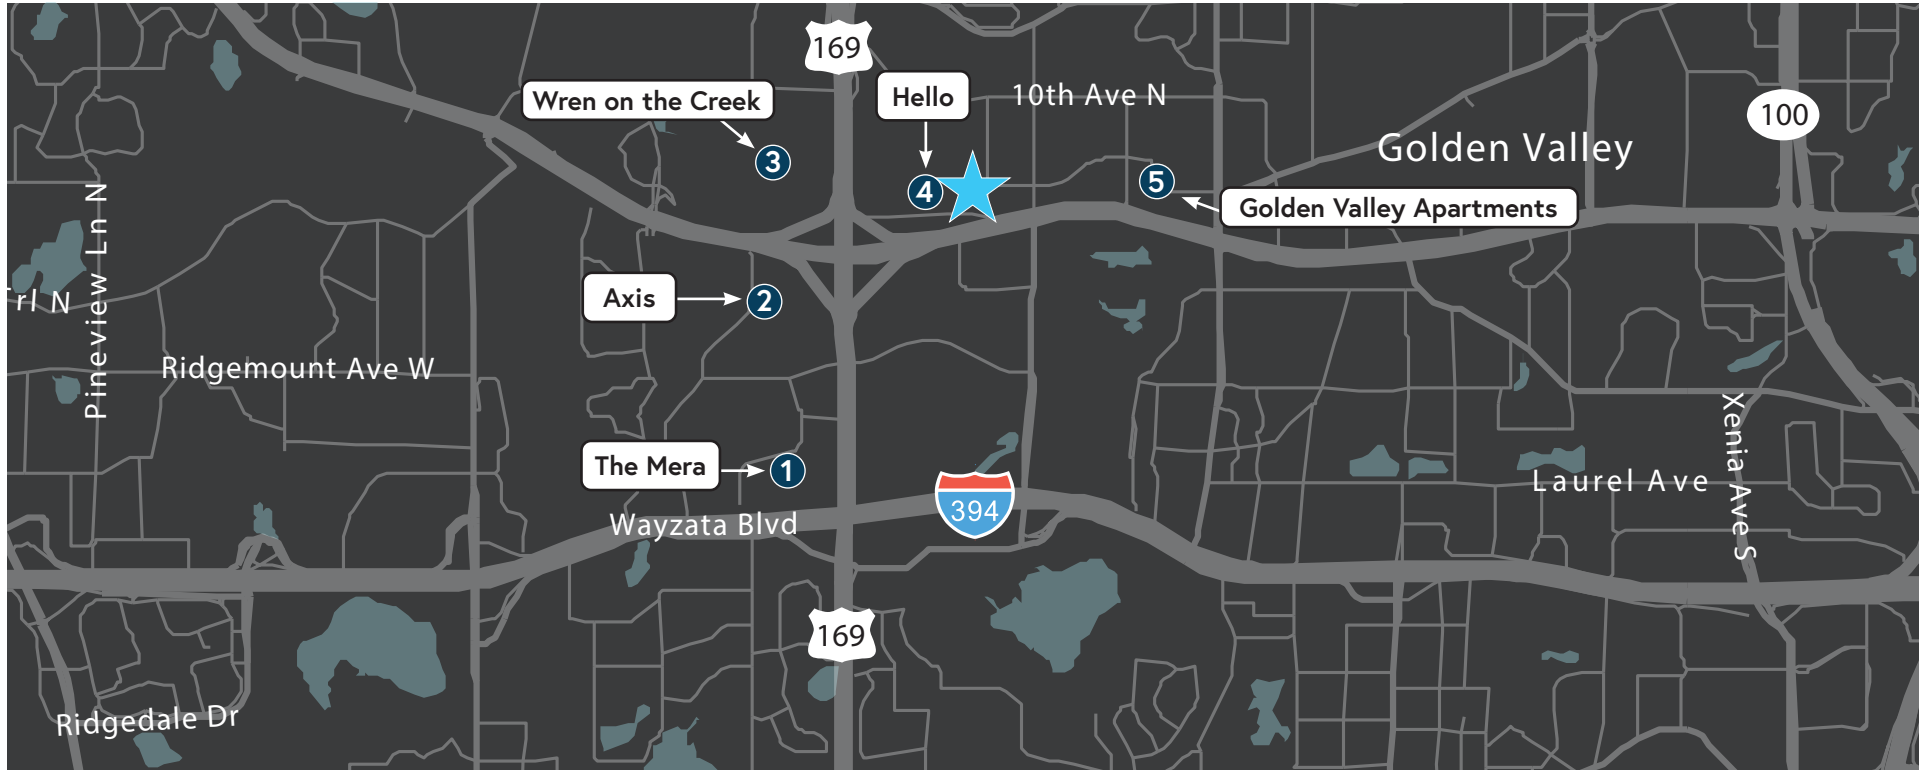 169
Wren on the Creek
Hello
10th Ave N
100
3
Golden Valley
4
5
Golden Valley Apartments
Pineview Ln N
Trl N
Axis
2
Ridgemount Ave W
The Mera
1
Xenia Ave S
Laurel Ave
394
Wayzata Blvd
169
Ridgedale Dr